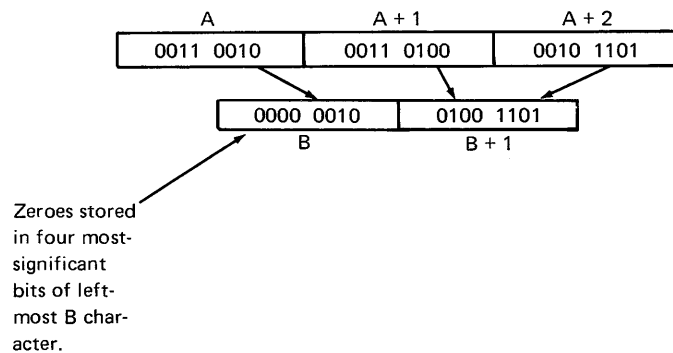 A A + 1 A + 2
0011 0010 0011 0100 0010 1101
0000 0010 0100 1101
B B + 1
Zeroes stored
in four most-
significant
bits of left-
most B char-
acter.